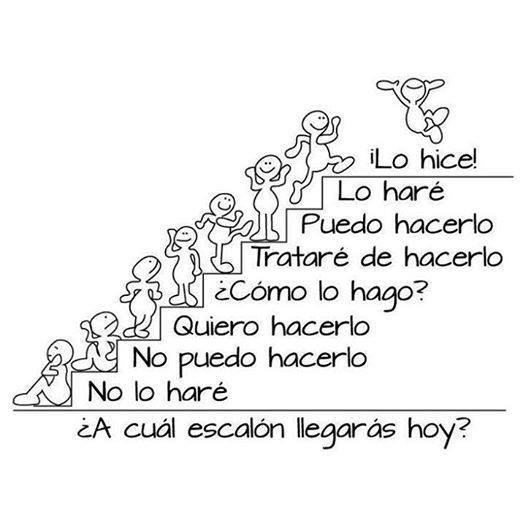 ¡Lo hice!
Lo haré
Puedo hacerlo
Trataré de hacerlo
¿Cómo lo hago?
Quiero hacerlo
No puedo hacerlo
No lo haré
¿A cuál escalón llegarás hoy?